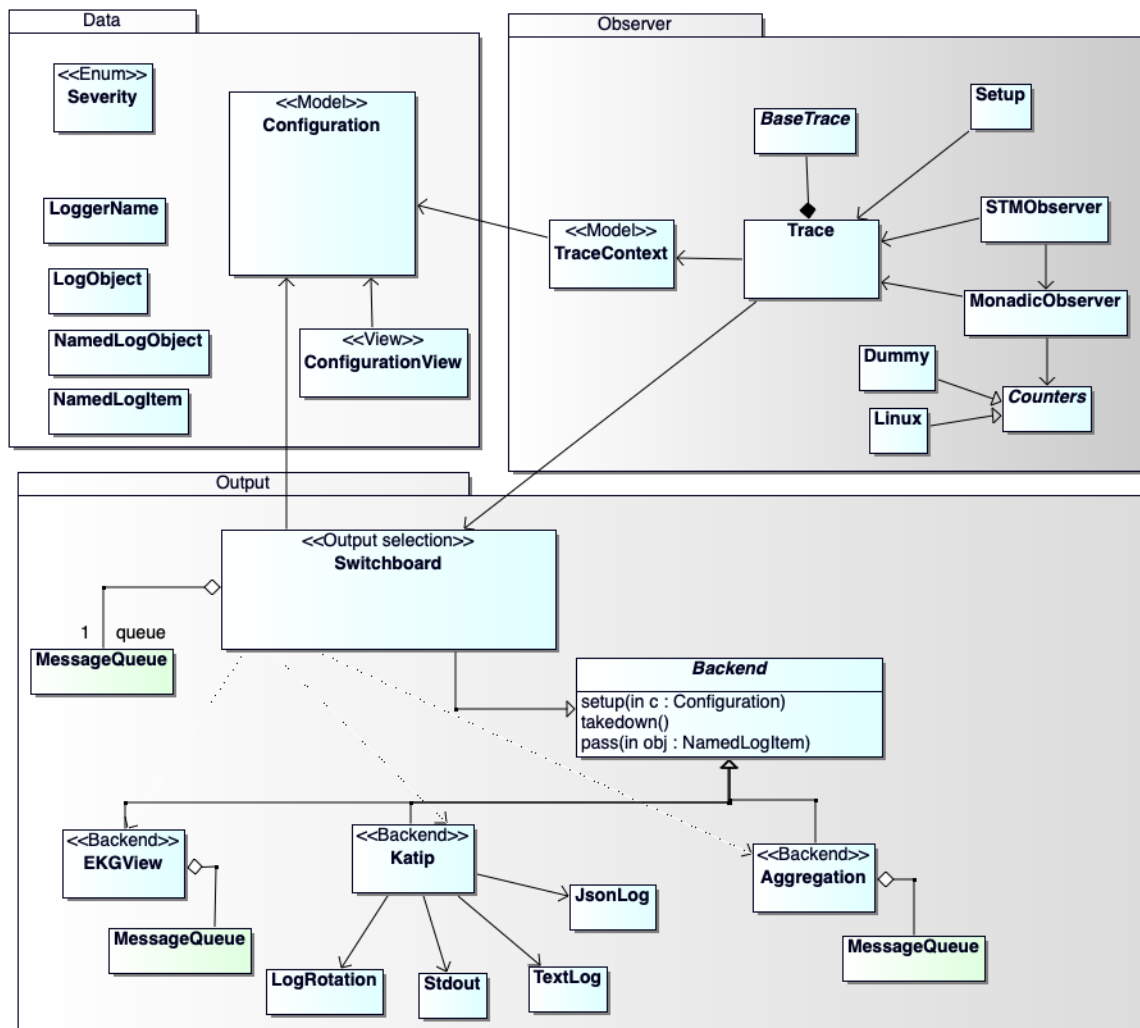 Data
<<Enum>>
Severity
<<Model>>
Configuration
LoggerName
LogObject
NamedLogObject
NamedLogItem
<<View>>
ConfigurationView
Observer
BaseTrace
Setup
<<Model>>
TraceContext
Trace
STMObserver
MonadicObserver
Dummy
Linux
Counters
Output
<<Output selection>>
Switchboard
1 queue
MessageQueue
Backend
setup(in c : Configuration)
takedown()
pass(in obj : NamedLogItem)
<<Backend>>
EKGView
MessageQueue
<<Backend>>
Katip
JsonLog
LogRotation
Stdout
TextLog
<<Backend>>
Aggregation
MessageQueue